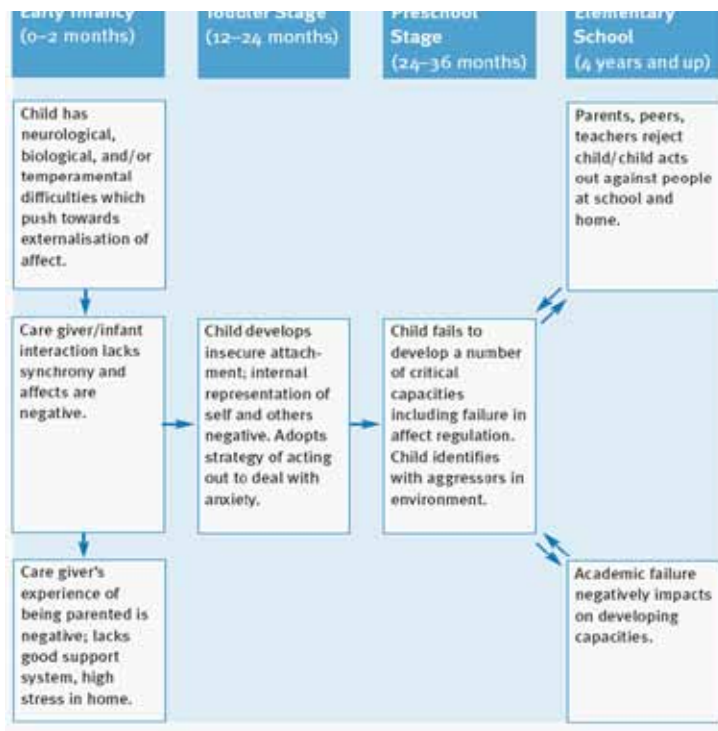 Early Infancy
(0–2 months)
Toddler Stage
(12–24 months)
Preschool
Stage
(24–36 months)
Elementary
School
(4 years and up)
Child has
neurological,
biological, and/or
temperamental
difficulties which
push towards
externalisation of
affect.
Parents, peers,
teachers reject
child/child acts
out against people
at school and
home.
Care giver/infant
interaction lacks
synchrony and
affects are
negative.
Child develops
insecure attach-
ment; internal
representation of
self and others
negative. Adopts
strategy of acting
out to deal with
anxiety.
Child fails to
develop a number
of critical
capacities
including failure in
affect regulation.
Child identifies
with aggressors in
environment.
Care giver's
experience of
being parented is
negative; lacks
good support
system, high
stress in home.
Academic failure
negatively impacts
on developing
capacities.